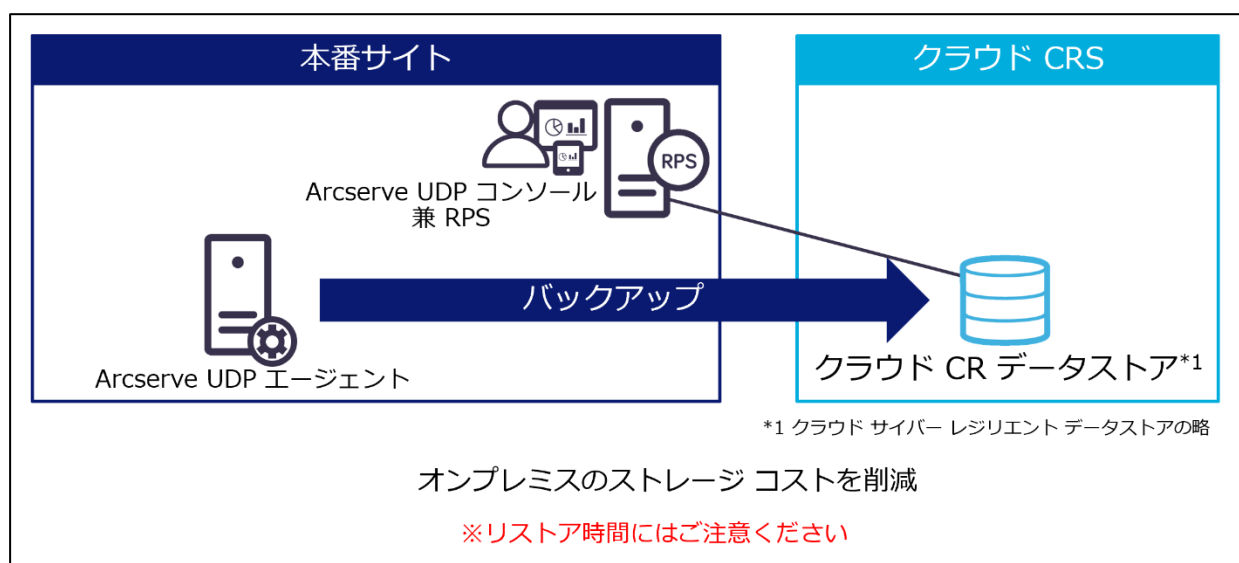 本番サイト
クラウド CRS
RPS
Arcserve UDP コンソール
兼 RPS
バックアップ
Arcserve UDP エージェント
クラウド CR データストア*1
*1 クラウド サイバー レジリエント データストアの略
オンプレミスのストレージ コストを削減
※リストア時間にはご注意ください